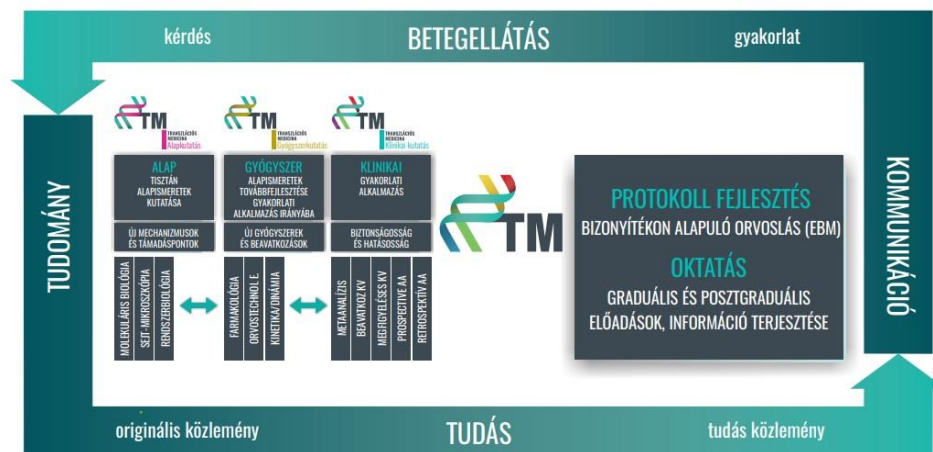 kérdés
BETEGELLÁTÁS
gyakorlat
TUDOMÁNY
TM
TRANSZLÁCIÓS
MEDICINA
Alapkutatás
TM
TRANSZLÁCIÓS
MEDICINA
Gyógyszerkutatás
TM
TRANSZLÁCIÓS
MEDICINA
Klinikai kutatás
ALAP
TISZTÁN
ALAPISMERETEK
KUTATÁSA
GYÓGYSZER
ALAPISMERETEK
TOVÁBBFEJLESZTÉSE
GYAKORLATI
ALKALMAZÁS IRÁNYÁBA
KLINIKAI
GYAKORLATI
ALKALMAZÁS
ÚJ MECHANIZMUSOK
ÉS TÁMADÁSPONTOK
ÚJ GYÓGYSZEREK
ÉS BEAVATKOZÁSOK
BIZTONSÁGOSSÁG
ÉS HATÁSOSSÁG
MOLEKULÁRIS BIOLÓGIA
SEJT-MIKROSZKÓPIA
RENDSZERBIOLÓGIA
FARMAKOLÓGIA
ORVOSTECHNOL E.
KINETIKA/DINÁMIA
METAANALÍZIS
BEAVATKOZ KV
MEGFIGYELÉSES KV
PROSPECTIVE AA
RETROSPEKTÍV AA
TM
PROTOKOLL FEJLESZTÉS
BIZONYÍTÉKON ALAPULÓ ORVOSLÁS (EBM)
OKTATÁS
GRADUÁLIS ÉS POSZTGRADUÁLIS
ELŐADÁSOK, INFORMÁCIÓ TERJESZTÉSE
KOMMUNIKÁCIÓ
originális közlemény
TUDÁS
tudás közlemény